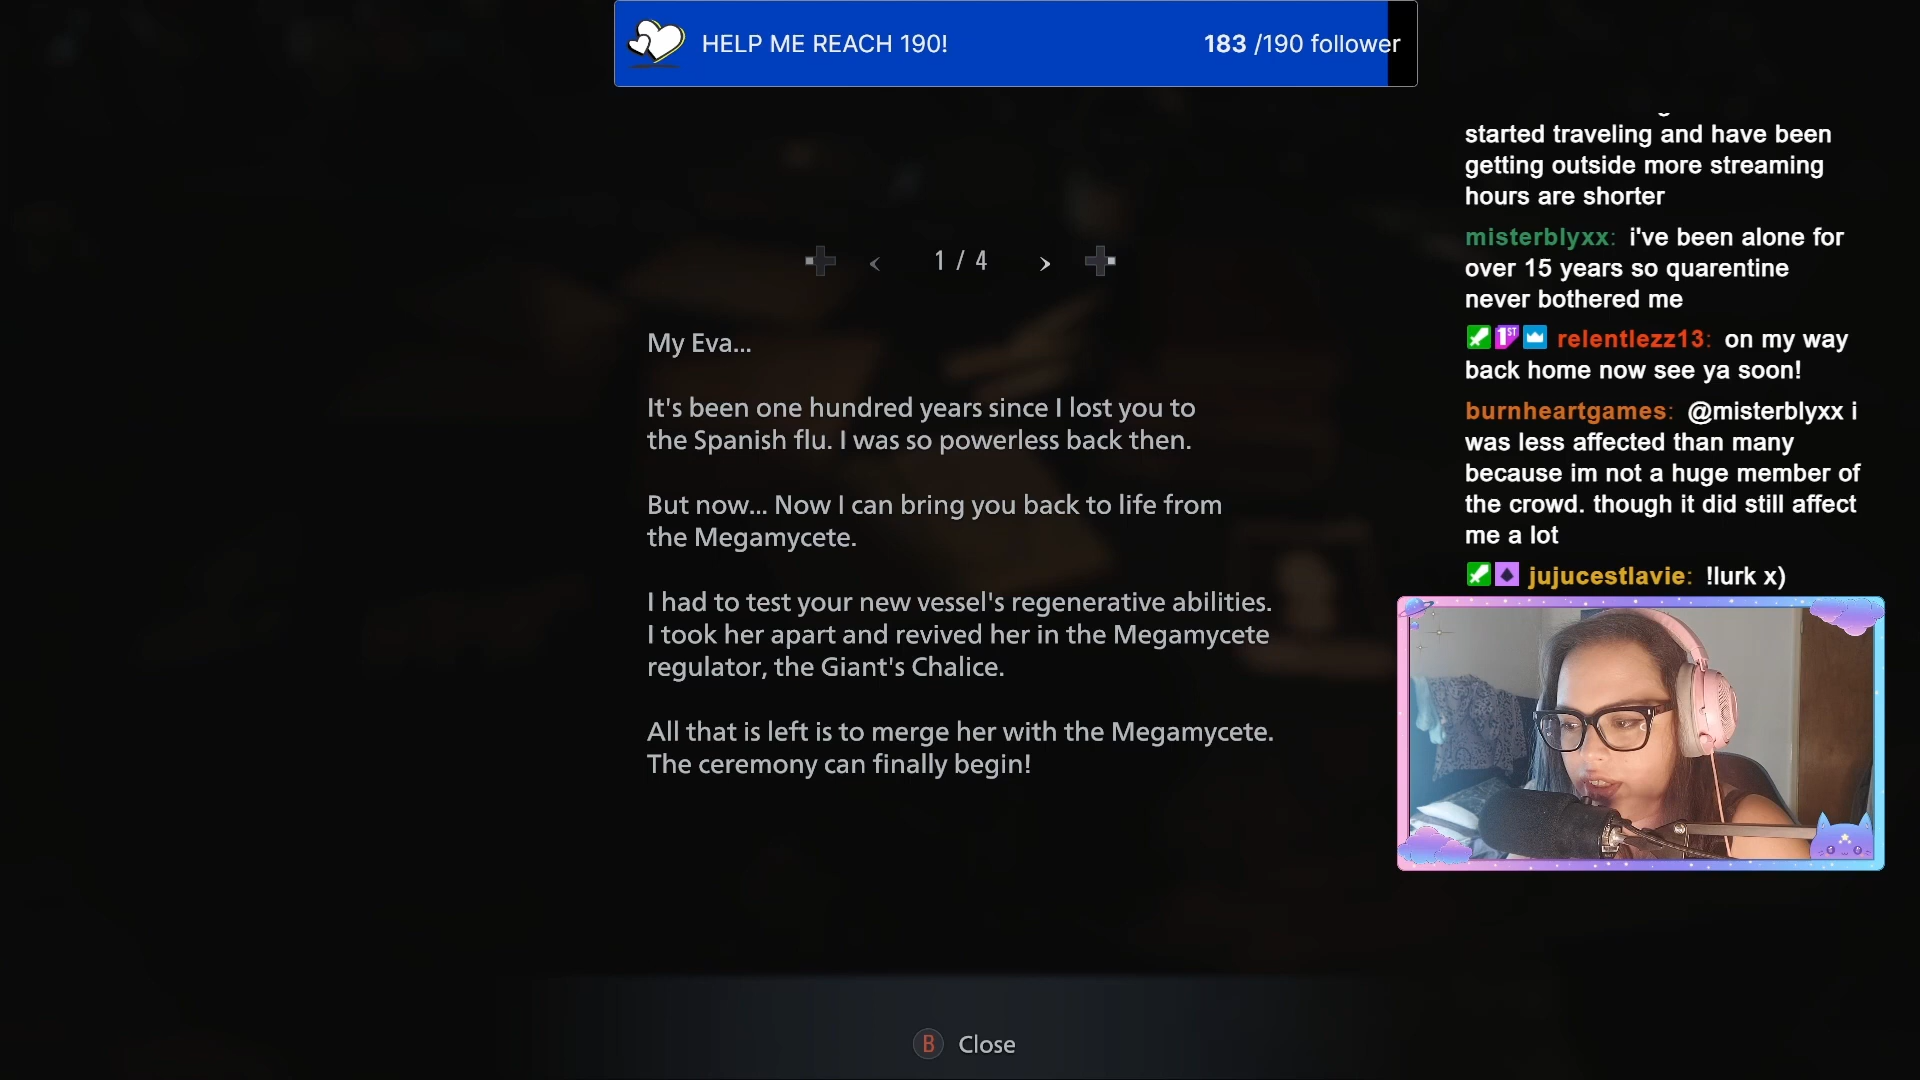 HELP ME REACH 190!
183 /190 follower
1 / 4
My Eva...
It's been one hundred years since I lost you to
the Spanish flu. I was so powerless back then.
But now... Now I can bring you back to life from
the Megamycete.
I had to test your new vessel's regenerative abilities.
I took her apart and revived her in the Megamycete
regulator, the Giant's Chalice.
All that is left is to merge her with the Megamycete.
The ceremony can finally begin!
B Close
started traveling and have been
getting outside more streaming
hours are shorter
misterblyxx: i've been alone for
over 15 years so quarentine
never bothered me
1ST relentlezz13: on my way
back home now see ya soon!
burnheartgames: @misterblyxx i
was less affected than many
because im not a huge member of
the crowd. though it did still affect
me a lot
jujucestlavie: !lurk x)